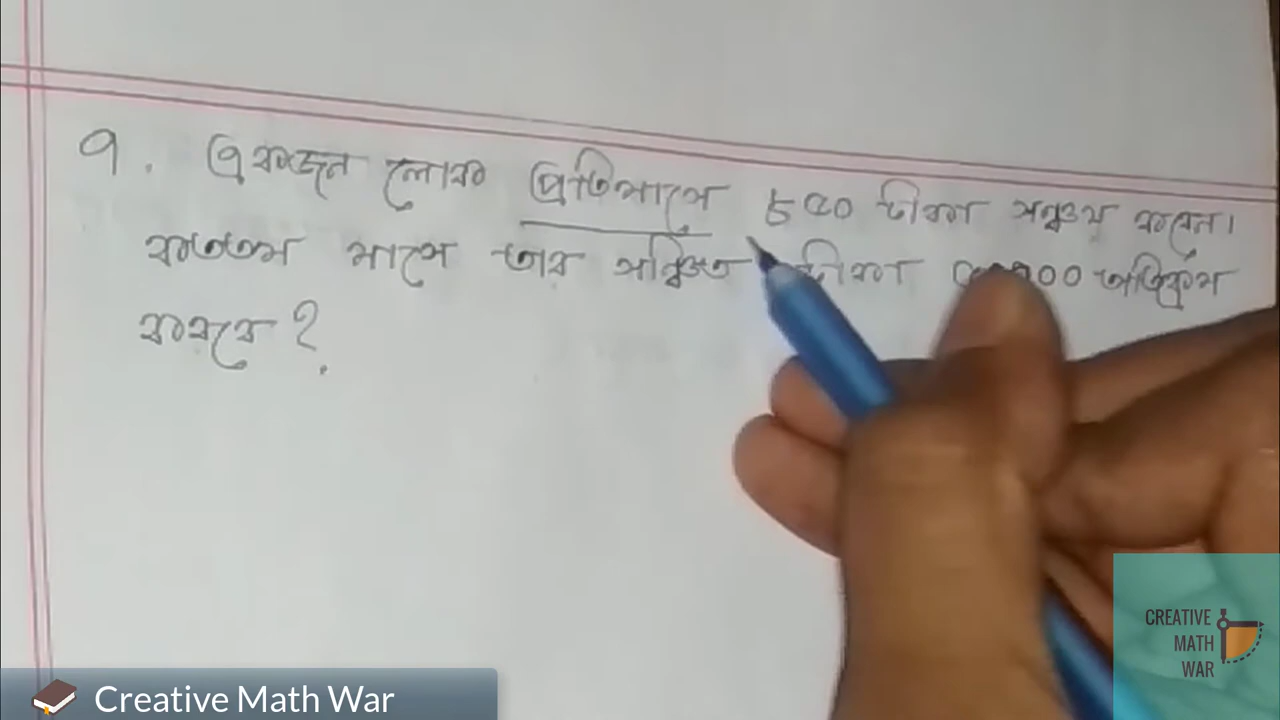 ৭. একজন লোক প্রতিমাসে ৮৫০ টাকা সঞ্চয় করেন।
কততম মাসে তার সঞ্চিত টাকা অতিক্রম
করবে?
CREATIVE
MATH
WAR
Creative Math War